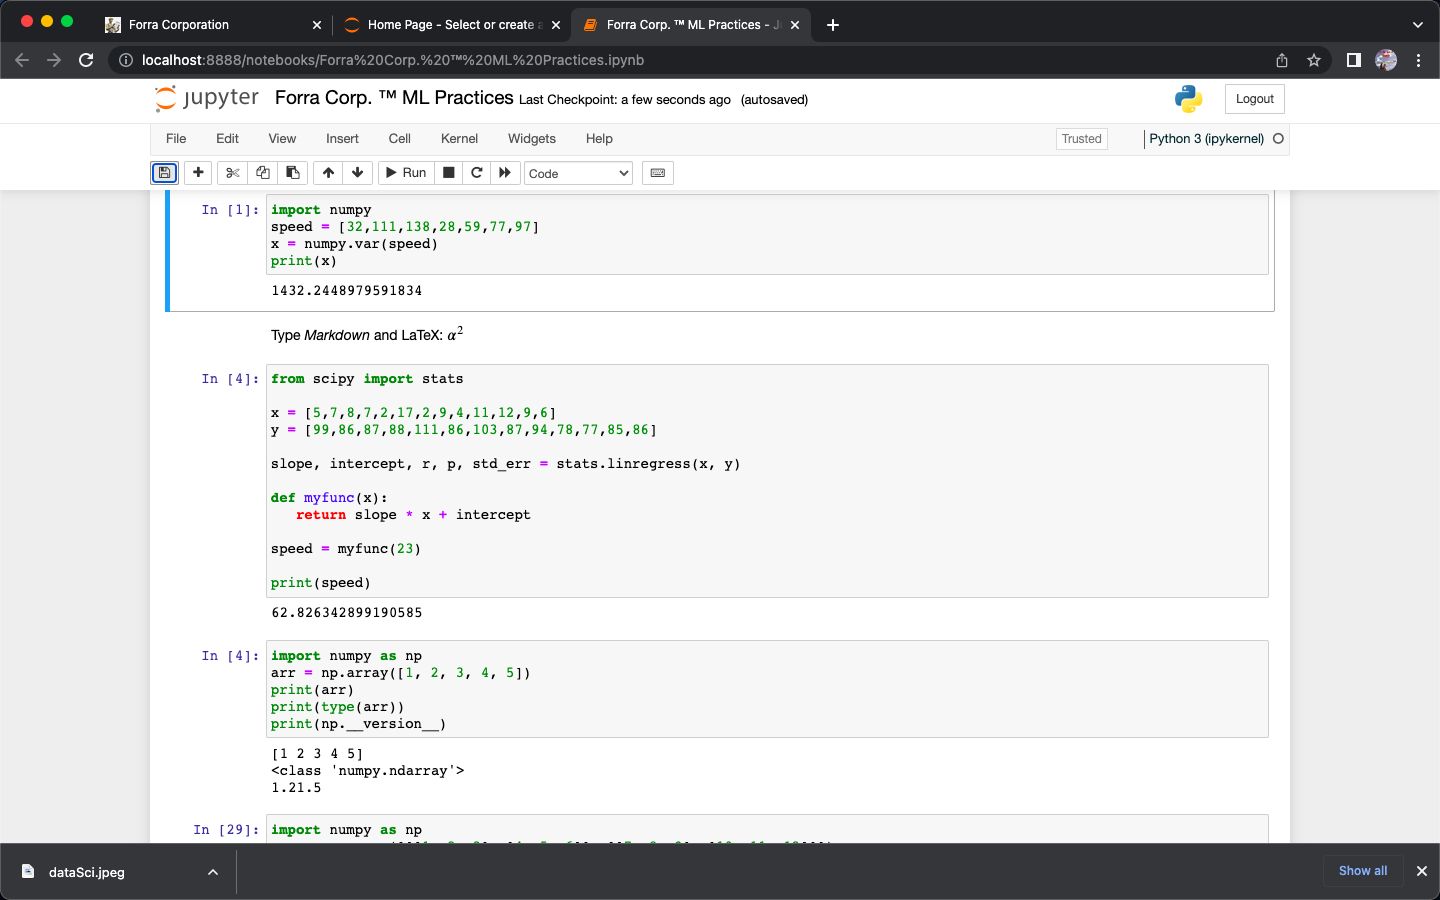 Forra Corporation
Home Page - Select or create a
Forra Corp. ™ ML Practices - J
localhost:8888/notebooks/Forra%20Corp.%20™%20ML%20Practices.ipynb
jupyter Forra Corp. ™ ML Practices Last Checkpoint: a few seconds ago (autosaved)
Logout
File Edit View Insert Cell Kernel Widgets Help
Trusted
Python 3 (ipykernel)
Run
Code
In [1]: import numpy
speed = [32,111,138,28,59,77,97]
x = numpy.var(speed)
print(x)
1432.2448979591834
Type Markdown and LaTeX: α²
In [4]: from scipy import stats
x = [5,7,8,7,2,17,2,9,4,11,12,9,6]
y = [99,86,87,88,111,86,103,87,94,78,77,85,86]
slope, intercept, r, p, std_err = stats.linregress(x, y)
def myfunc(x):
return slope * x + intercept
speed = myfunc(23)
print(speed)
62.826342899190585
In [4]: import numpy as np
arr = np.array([1, 2, 3, 4, 5])
print(arr)
print(type(arr))
print(np.__version__)
[1 2 3 4 5]
<class 'numpy.ndarray'>
1.21.5
In [29]: import numpy as np
dataSci.jpeg
Show all